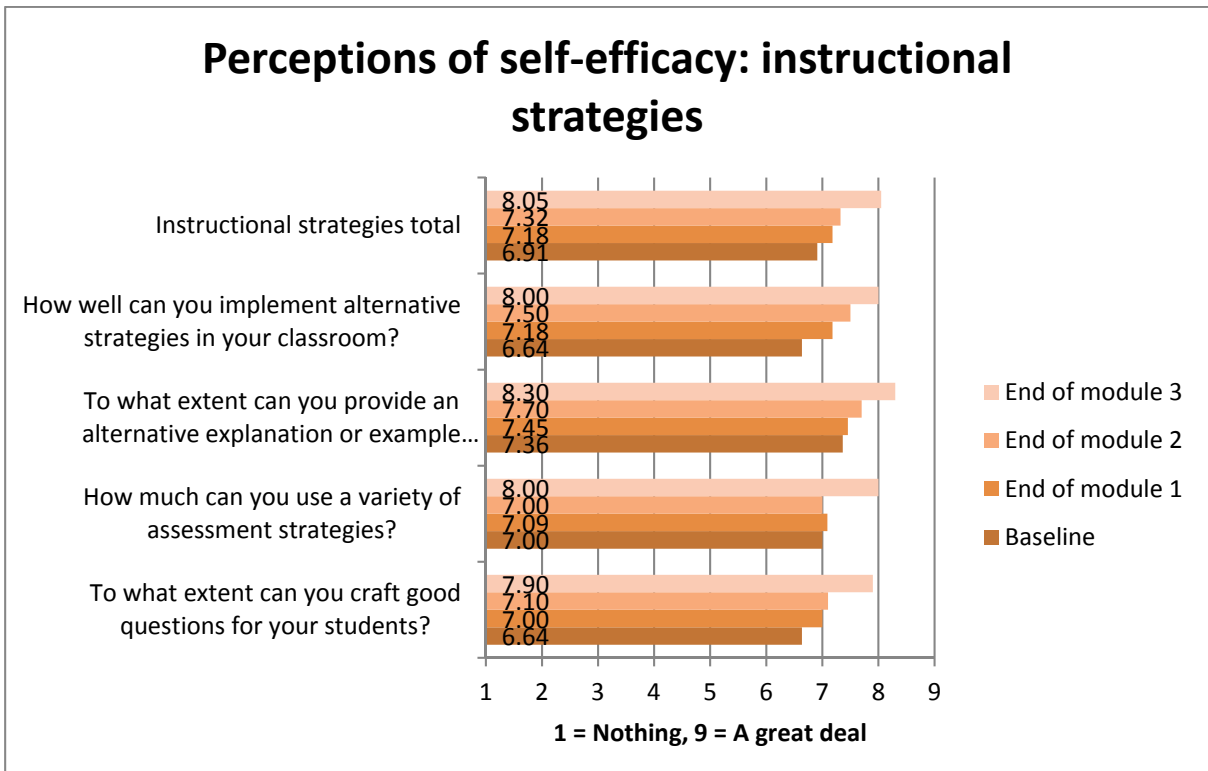 Perceptions of self-efficacy: instructional
strategies
Instructional strategies total
8.05
7.32
7.18
6.91
How well can you implement alternative
strategies in your classroom?
8.00
7.50
7.18
6.64
To what extent can you provide an
alternative explanation or example...
8.30
7.70
7.45
7.36
How much can you use a variety of
assessment strategies?
8.00
7.00
7.09
7.00
To what extent can you craft good
questions for your students?
7.90
7.10
7.00
6.64
End of module 3
End of module 2
End of module 1
Baseline
1 2 3 4 5 6 7 8 9
1 = Nothing, 9 = A great deal